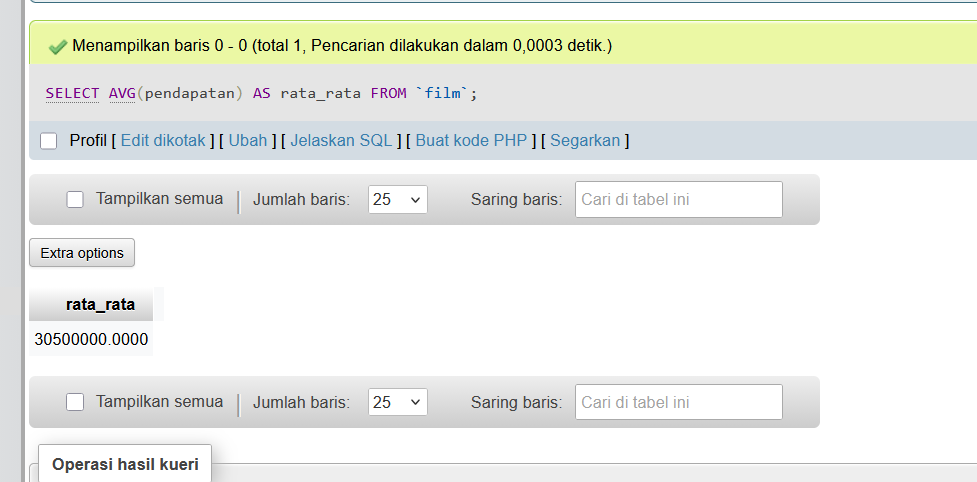 Menampilkan baris 0 - 0 (total 1, Pencarian dilakukan dalam 0,0003 detik.)
SELECT AVG(pendapatan) AS rata_rata FROM `film`;
Profil [ Edit dikotak ] [ Ubah ] [ Jelaskan SQL ] [ Buat kode PHP ] [ Segarkan ]
Tampilkan semua | Jumlah baris: 25 Saring baris: Cari di tabel ini
Extra options
rata_rata
30500000.0000
Tampilkan semua | Jumlah baris: 25 Saring baris: Cari di tabel ini
Operasi hasil kueri